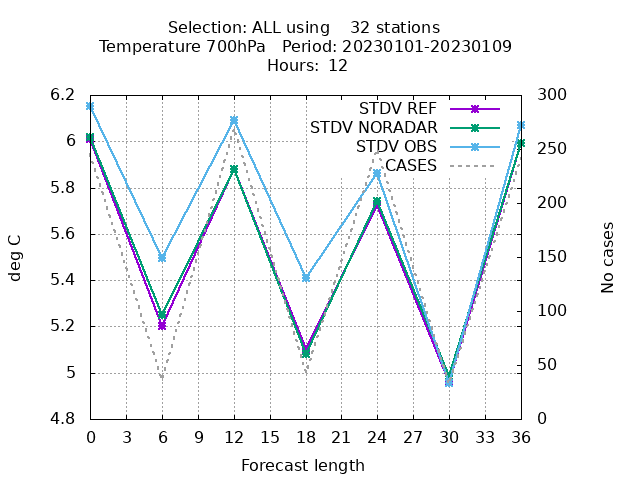 Selection: ALL using    32 stations
Temperature 700hPa   Period: 20230101-20230109
Hours:  12
STDV REF
STDV NORADAR
STDV OBS
CASES
6.2
6
5.8
5.6
5.4
5.2
5
4.8
deg C
300
250
200
150
100
50
0
No cases
0 3 6 9 12 15 18 21 24 27 30 33 36
Forecast length